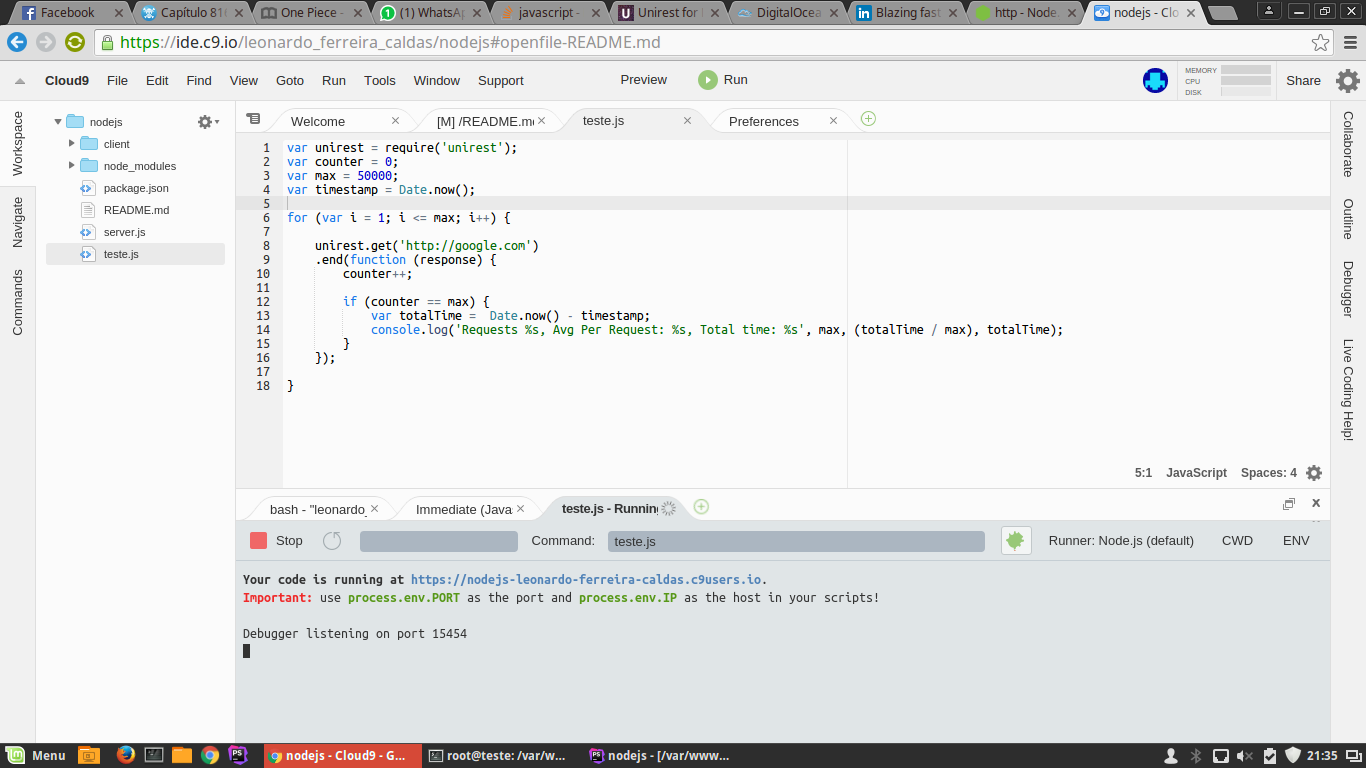 Facebook
Capítulo 816
One Piece -
(1) WhatsAp
javascript -
Unirest for
DigitalOcea
Blazing fast
http - Node.
nodejs - Clo
https://ide.c9.io/leonardo_ferreira_caldas/nodejs#openfile-README.md
Cloud9 File Edit Find View Goto Run Tools Window Support Preview Run
MEMORY
CPU
DISK
Share
Workspace
Navigate
Commands
nodejs
client
node_modules
package.json
README.md
server.js
teste.js
Welcome
[M] /README.m
teste.js
Preferences
1 var unirest = require('unirest');
2 var counter = 0;
3 var max = 50000;
4 var timestamp = Date.now();
5
6 for (var i = 1; i <= max; i++) {
7
8 unirest.get('http://google.com')
9 .end(function (response) {
10 counter++;
11
12 if (counter == max) {
13 var totalTime =  Date.now() - timestamp;
14 console.log('Requests %s, Avg Per Request: %s, Total time: %s', max, (totalTime / max), totalTime);
15 }
16 });
17
18 }
5:1 JavaScript Spaces: 4
Collaborate
Outline
Debugger
Live Coding Help!
bash - "leonardo_
Immediate (Javas
teste.js - Running
Stop
Command: teste.js
Runner: Node.js (default) CWD ENV
Your code is running at https://nodejs-leonardo-ferreira-caldas.c9users.io.
Important: use process.env.PORT as the port and process.env.IP as the host in your scripts!
Debugger listening on port 15454
Menu
PS
nodejs - Cloud9 - G...
root@teste: /var/w...
PS
nodejs - [/var/www...
21:35